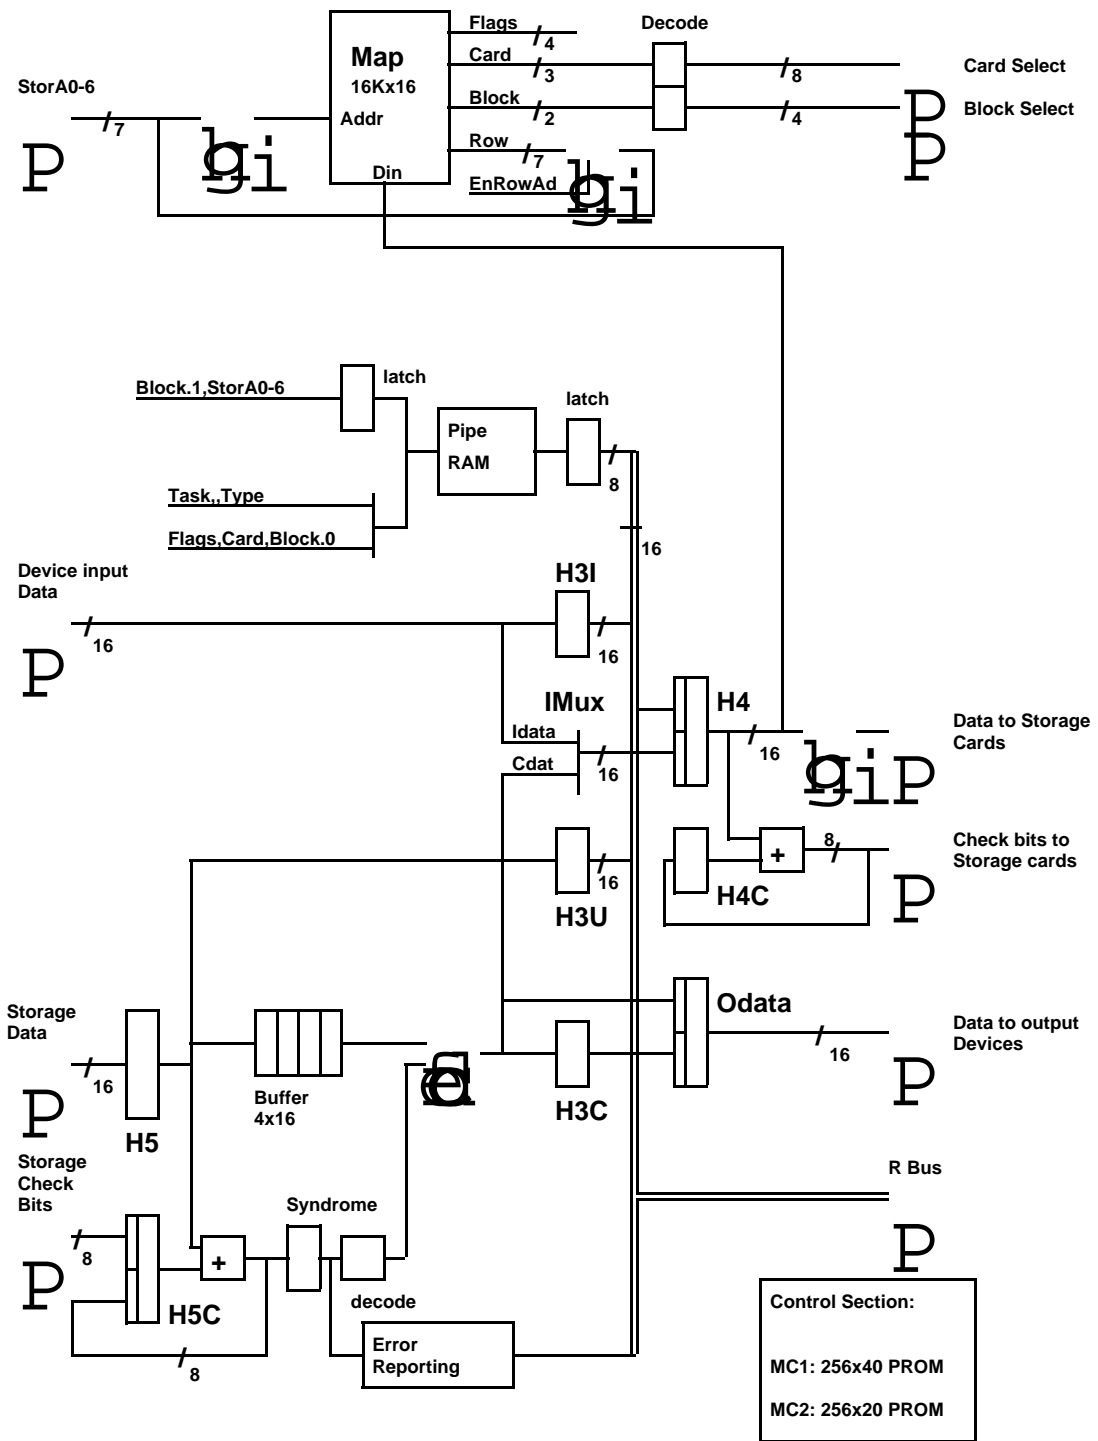 Flags
4
Decode
Map
16Kx16
Card
3
8
Card Select
StorA0-6
7
Addr
Block
2
4
Block Select
P
P
P
Row
7
Din
EnRowAd
Block.1,StorA0-6
latch
latch
Pipe
RAM
8
Task,,Type
Flags,Card,Block.0
16
Device input
Data
16
P
H3I
16
IMux
Idata
Cdat
16
H4
16
Data to Storage
Cards
P
8
+
Check bits to
Storage cards
P
16
H3U
H4C
Storage
Data
16
P
H5
Buffer
4x16
H3C
Odata
16
Data to output
Devices
P
Storage
Check
Bits
8
P
H5C
8
+
Syndrome
decode
Error
Reporting
R Bus
P
Control Section:
MC1: 256x40 PROM
MC2: 256x20 PROM